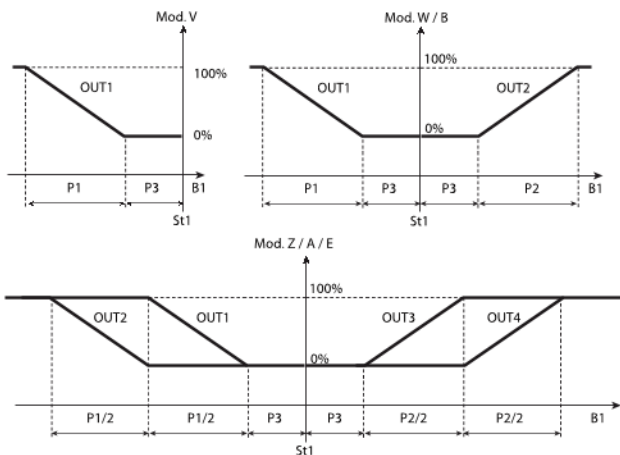 Mod. V
100%
OUT1
0%
P1 P3 B1
St1
Mod. W / B
100%
OUT1 OUT2
0%
P1 P3 P3 P2 B1
St1
Mod. Z / A / E
100%
OUT2 OUT1 OUT3 OUT4
0%
P1/2 P1/2 P3 P3 P2/2 P2/2 B1
St1